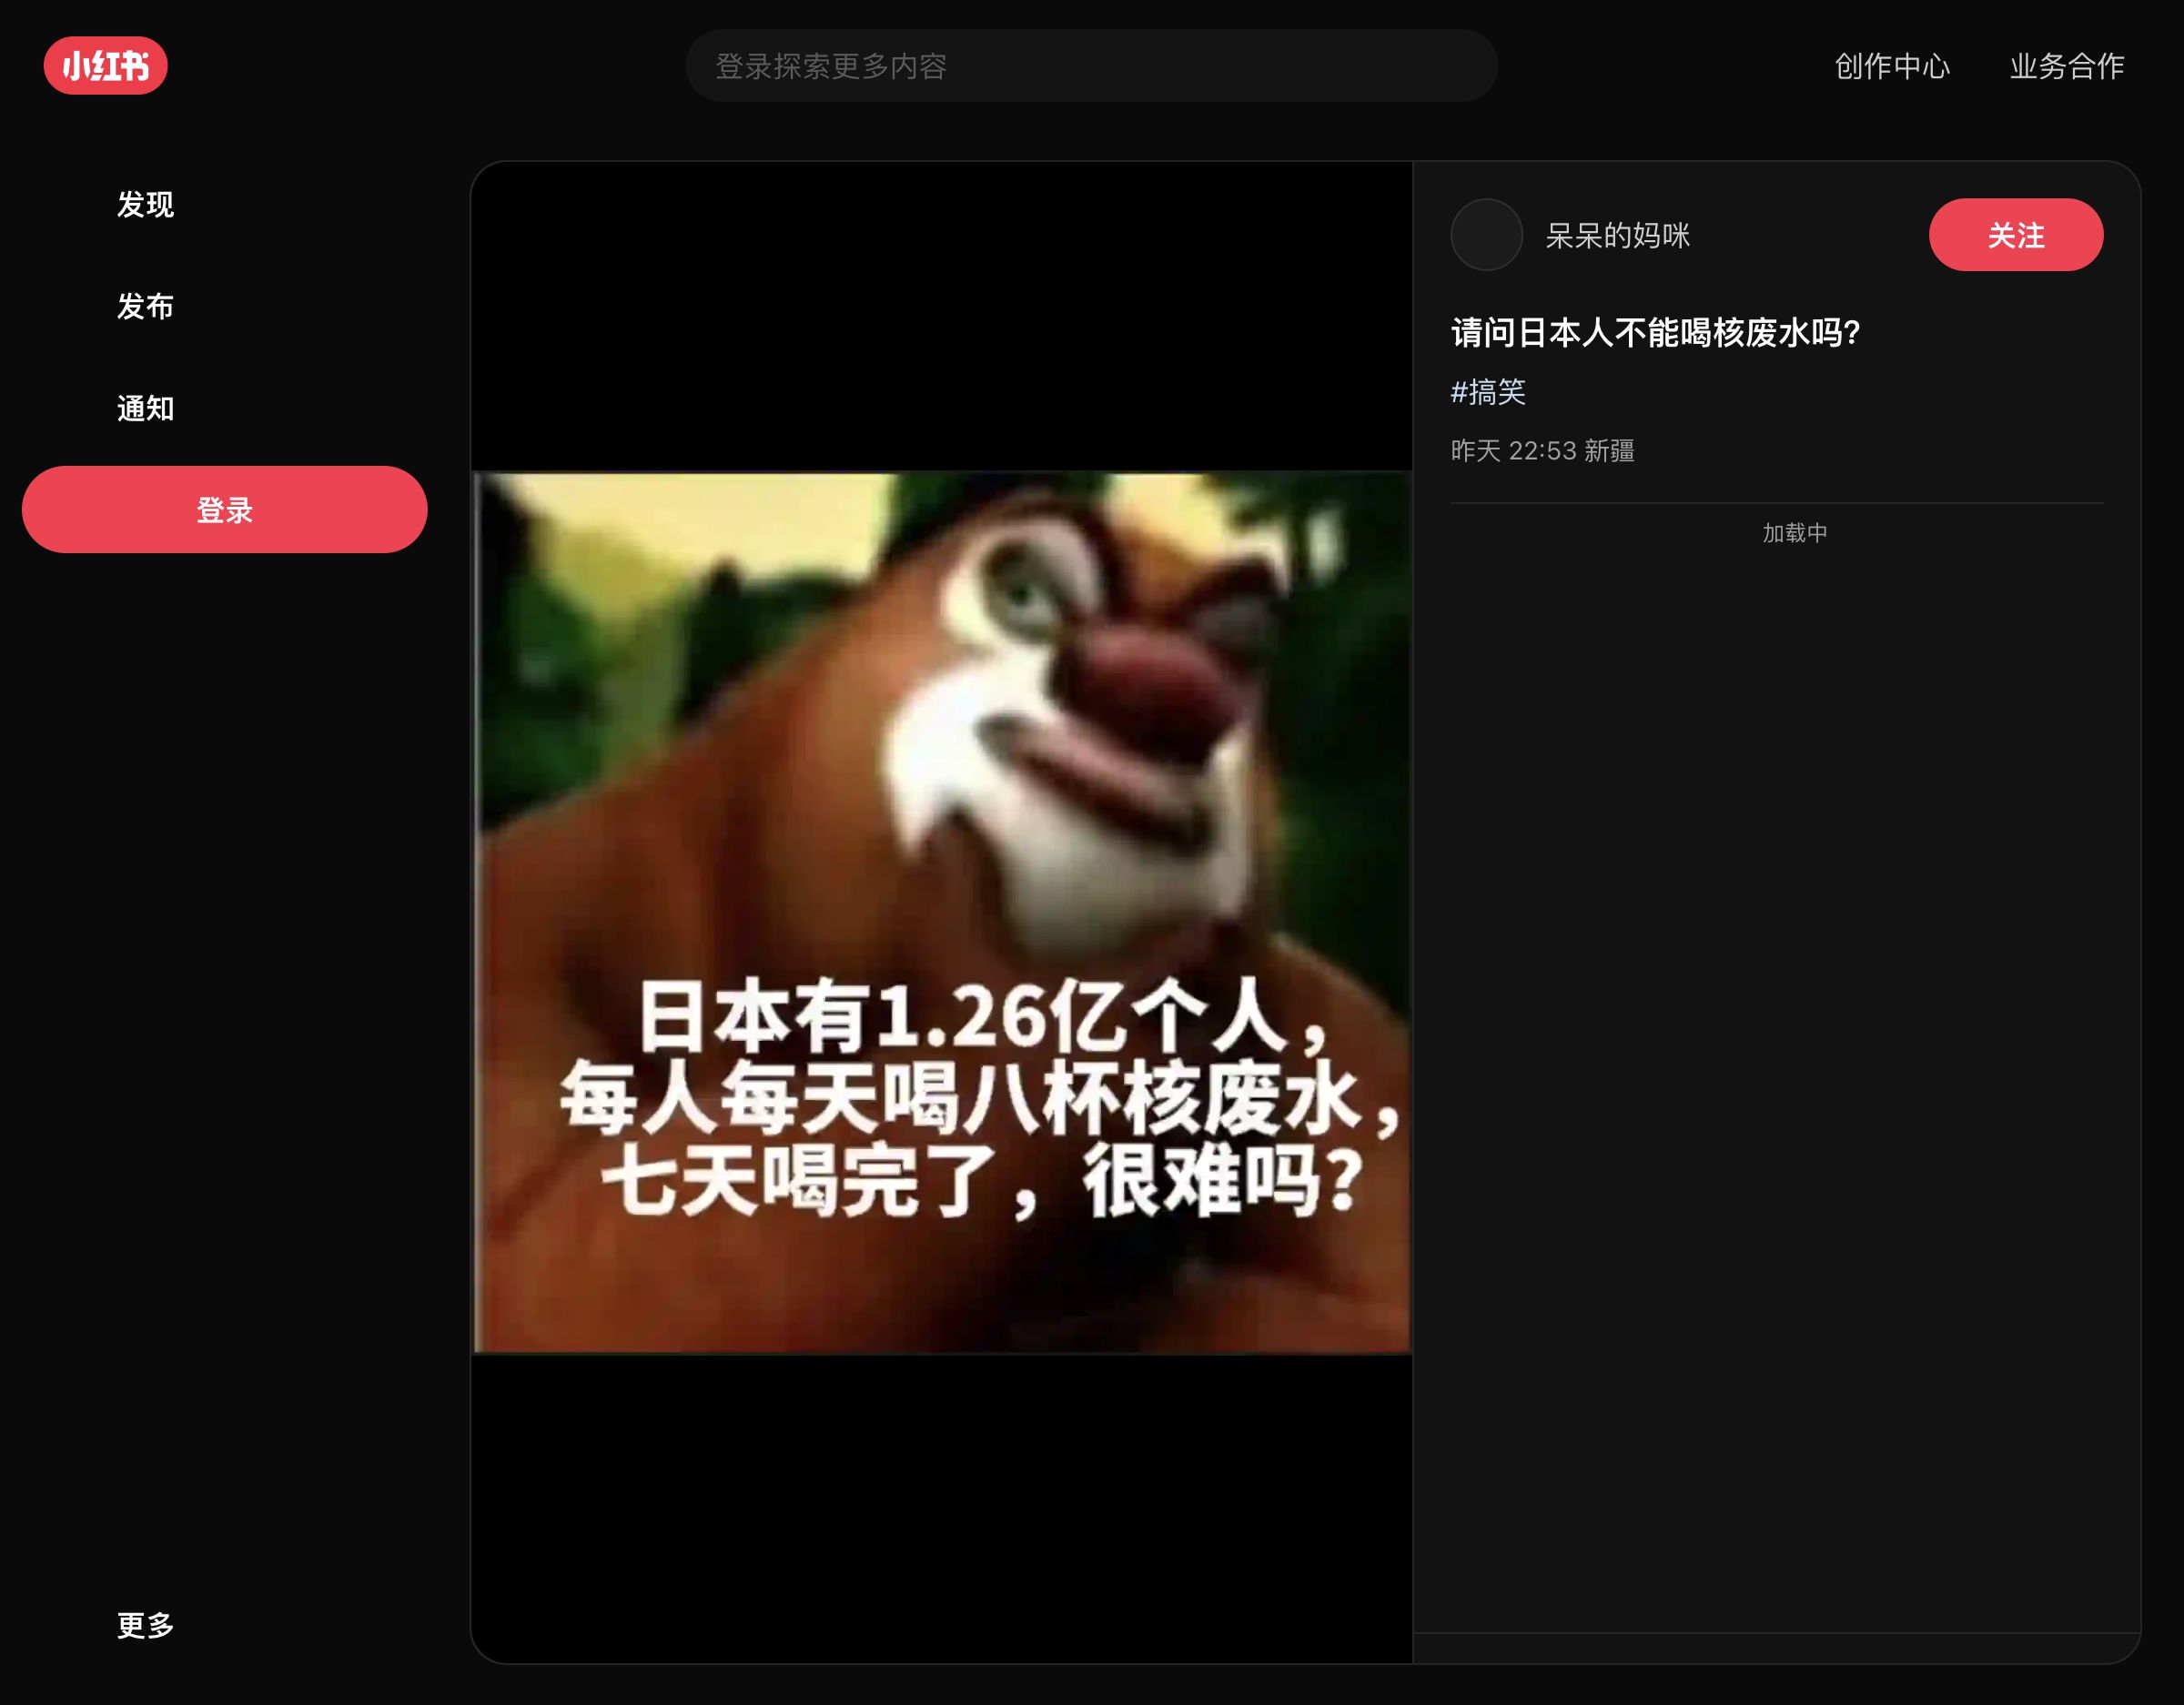 小红书
登录探索更多内容
创作中心
业务合作
发现
发布
通知
登录
更多
日本有1.26亿个人，
每人每天喝八杯核废水，
七天喝完了，很难吗？
呆呆的妈咪
关注
请问日本人不能喝核废水吗？
#搞笑
昨天 22:53 新疆
加载中